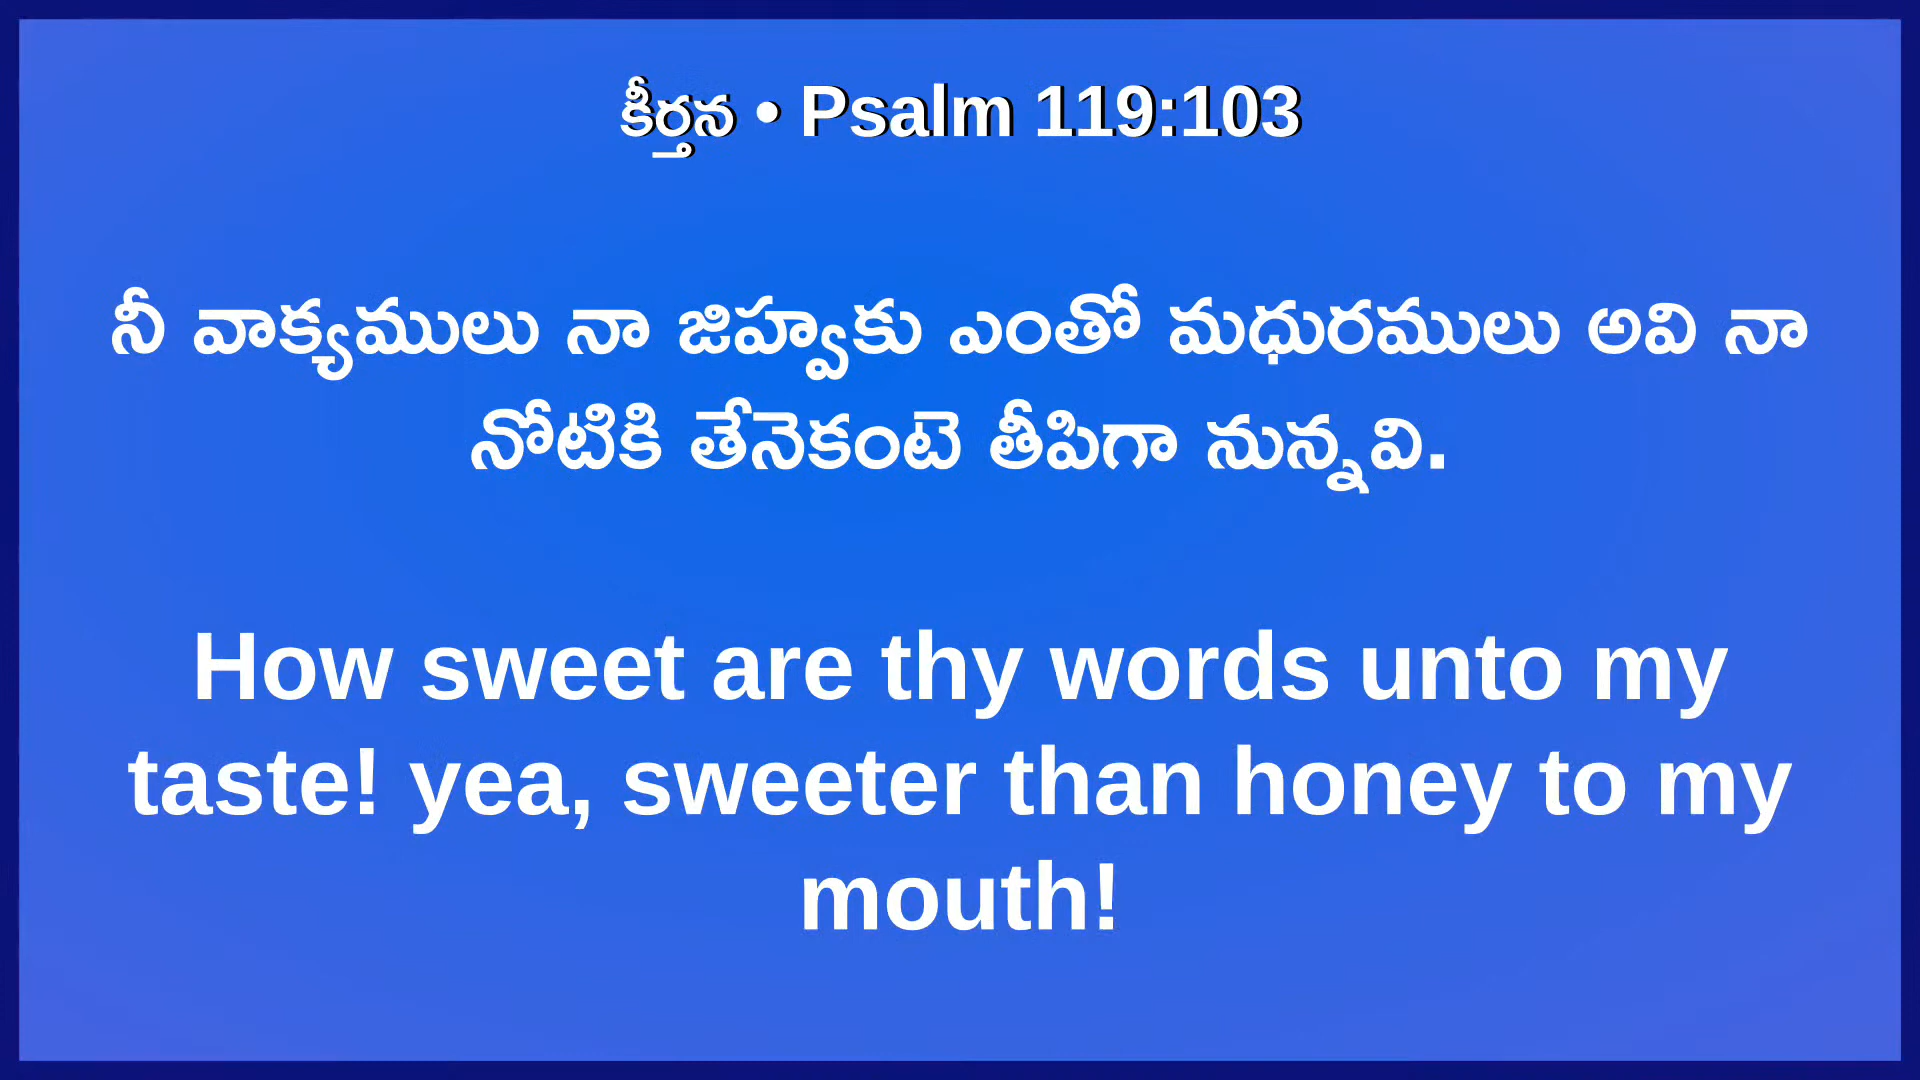 కీర్తన • Psalm 119:103
నీ వాక్యములు నా జిహ్వకు ఎంతో మధురములు అవి నా
నోటికి తేనెకంటె తీపిగా నున్నవి.
How sweet are thy words unto my
taste! yea, sweeter than honey to my
mouth!